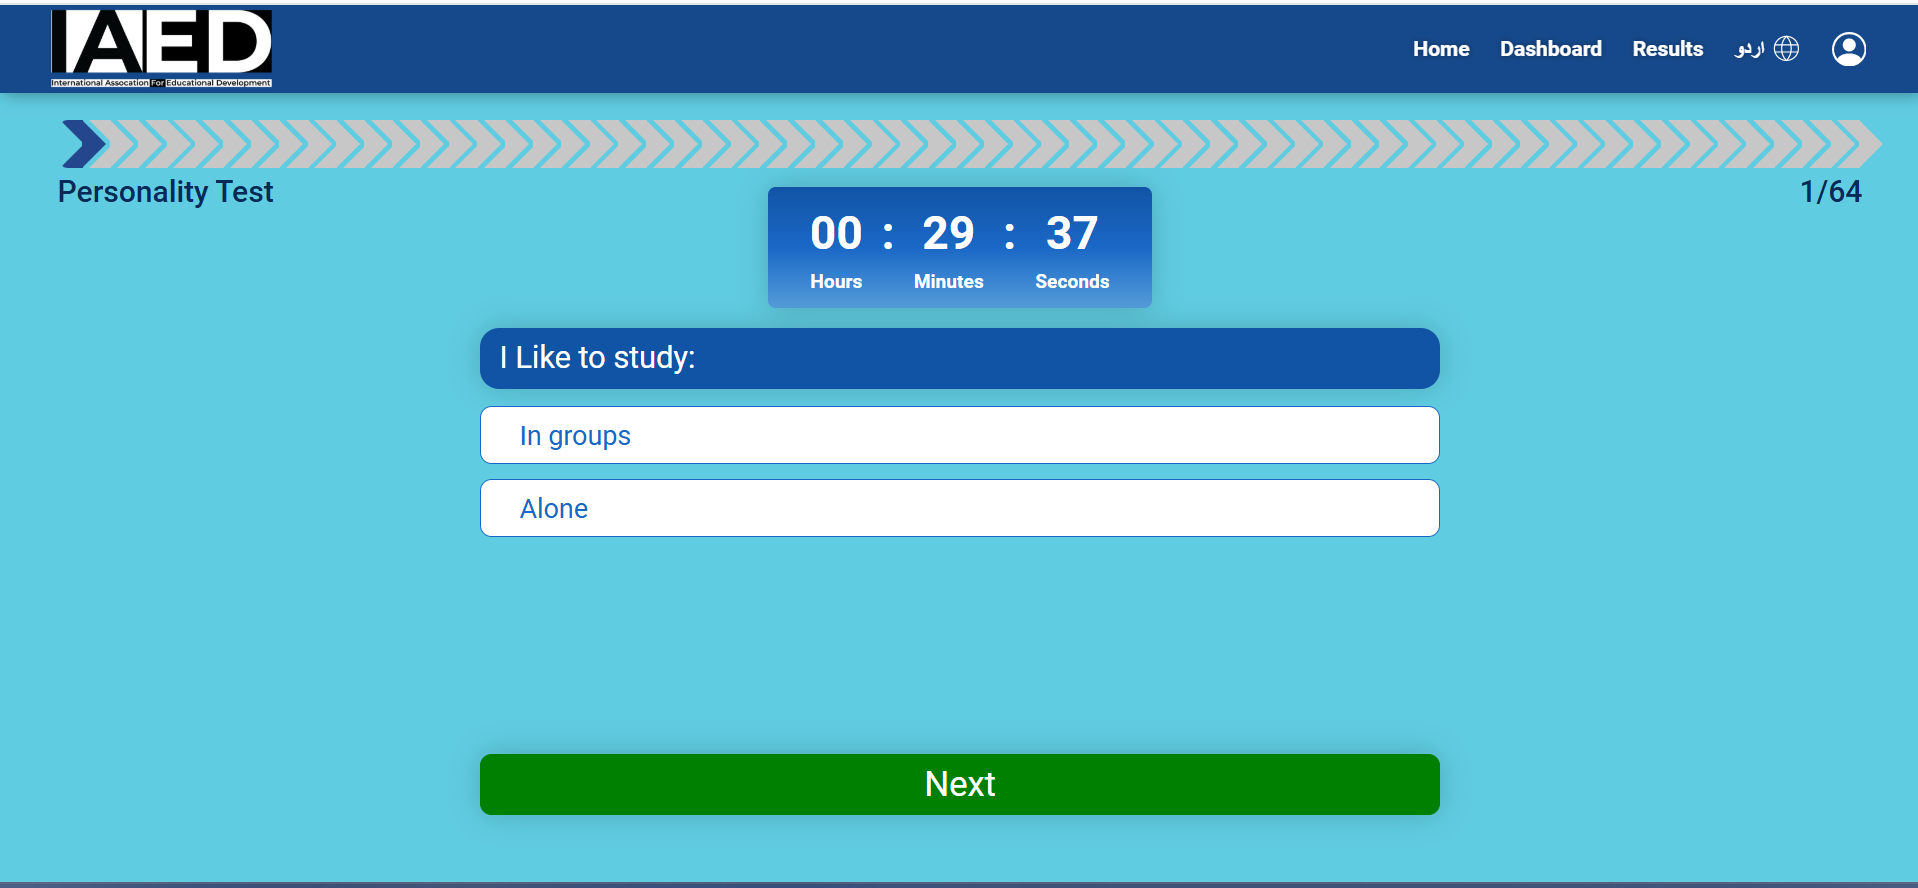 IAED
International Assocation For Educational Development
Home Dashboard Results اردو
Personality Test
1/64
00 : 29 : 37
Hours Minutes Seconds
I Like to study:
In groups
Alone
Next